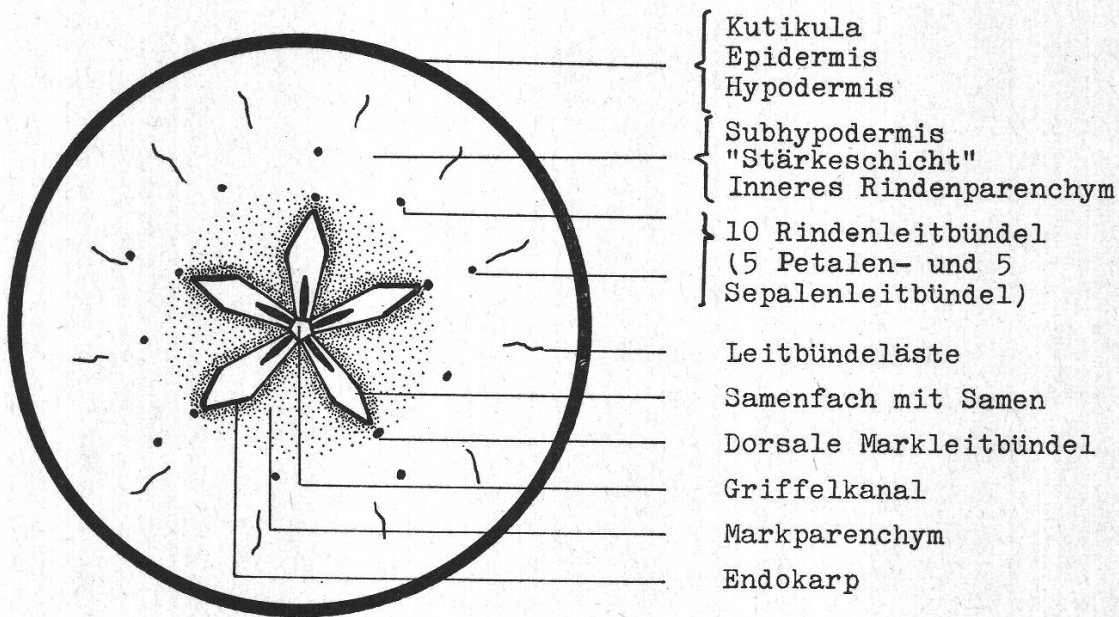 Kutikula
Epidermis
Hypodermis
Subhypodermis
"Stärkeschicht"
Inneres Rindenparenchym
10 Rindenleitbündel
(5 Petalen- und 5
Sepalenleitbündel)
Leitbündeläste
Samenfach mit Samen
Dorsale Markleitbündel
Griffelkanal
Markparenchym
Endokarp